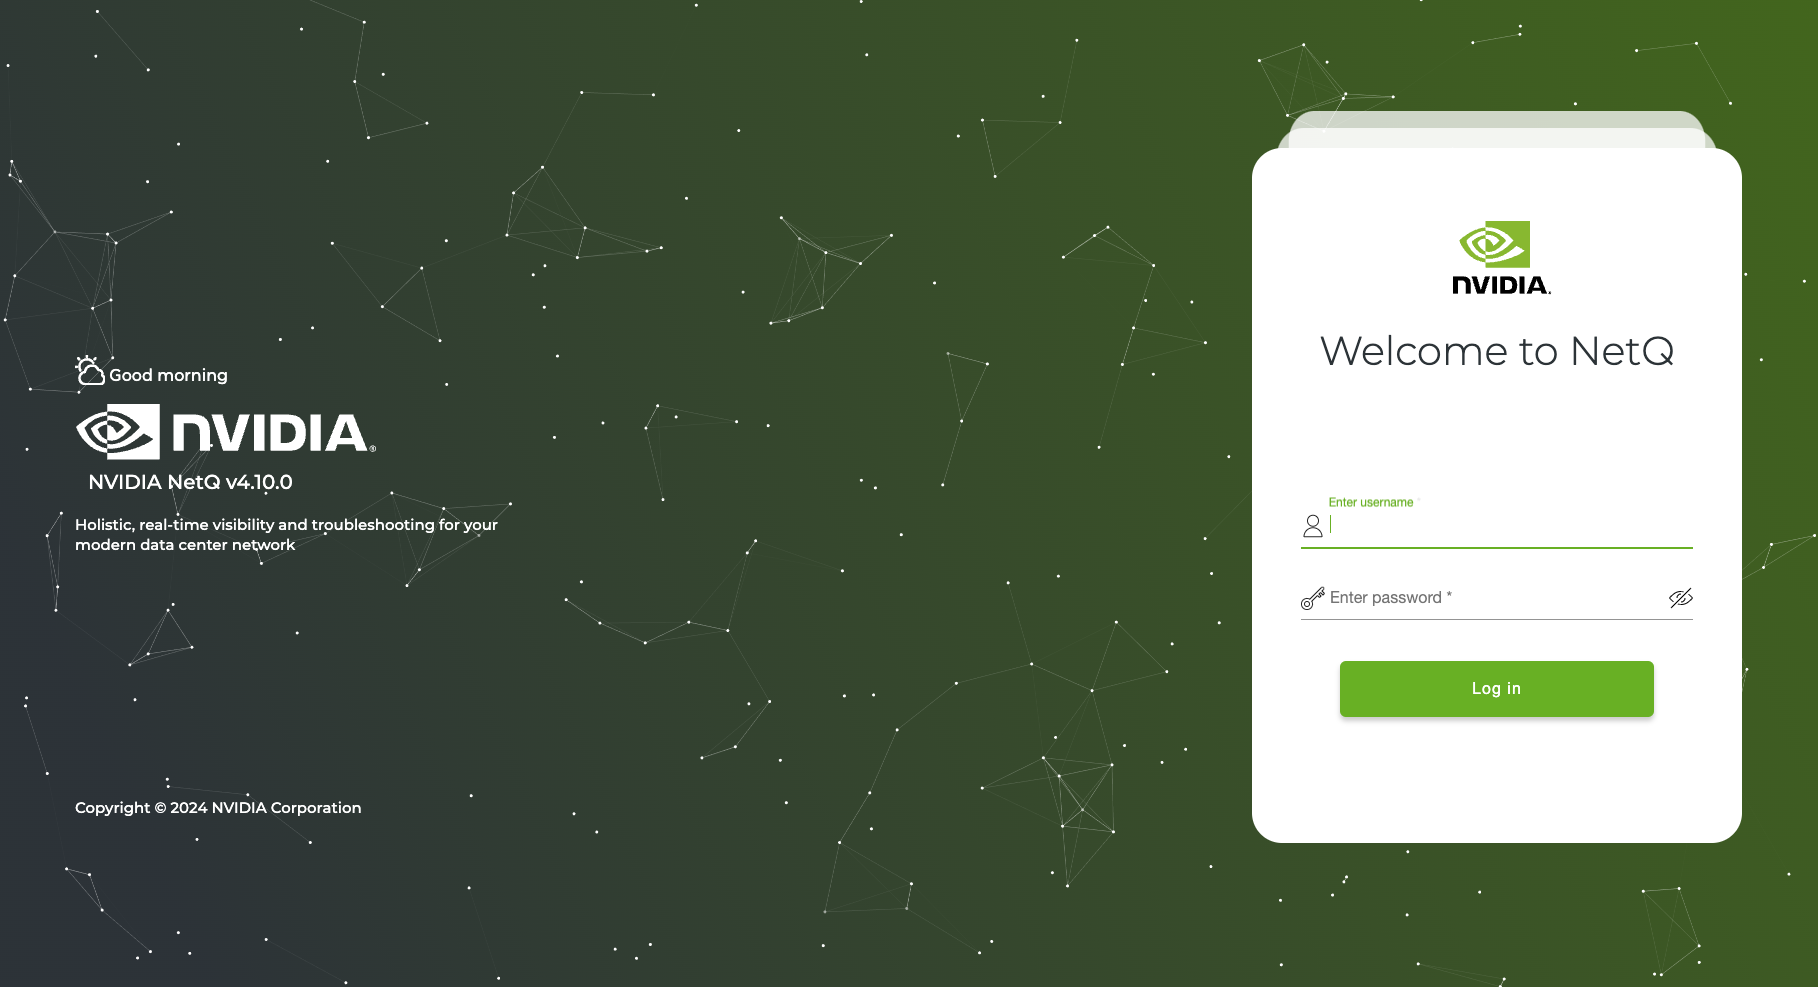 Good morning
NVIDIA®
NVIDIA NetQ v4.10.0
Holistic, real-time visibility and troubleshooting for your
modern data center network
Copyright © 2024 NVIDIA Corporation
NVIDIA.
Welcome to NetQ
Enter username *
Enter password *
Log in